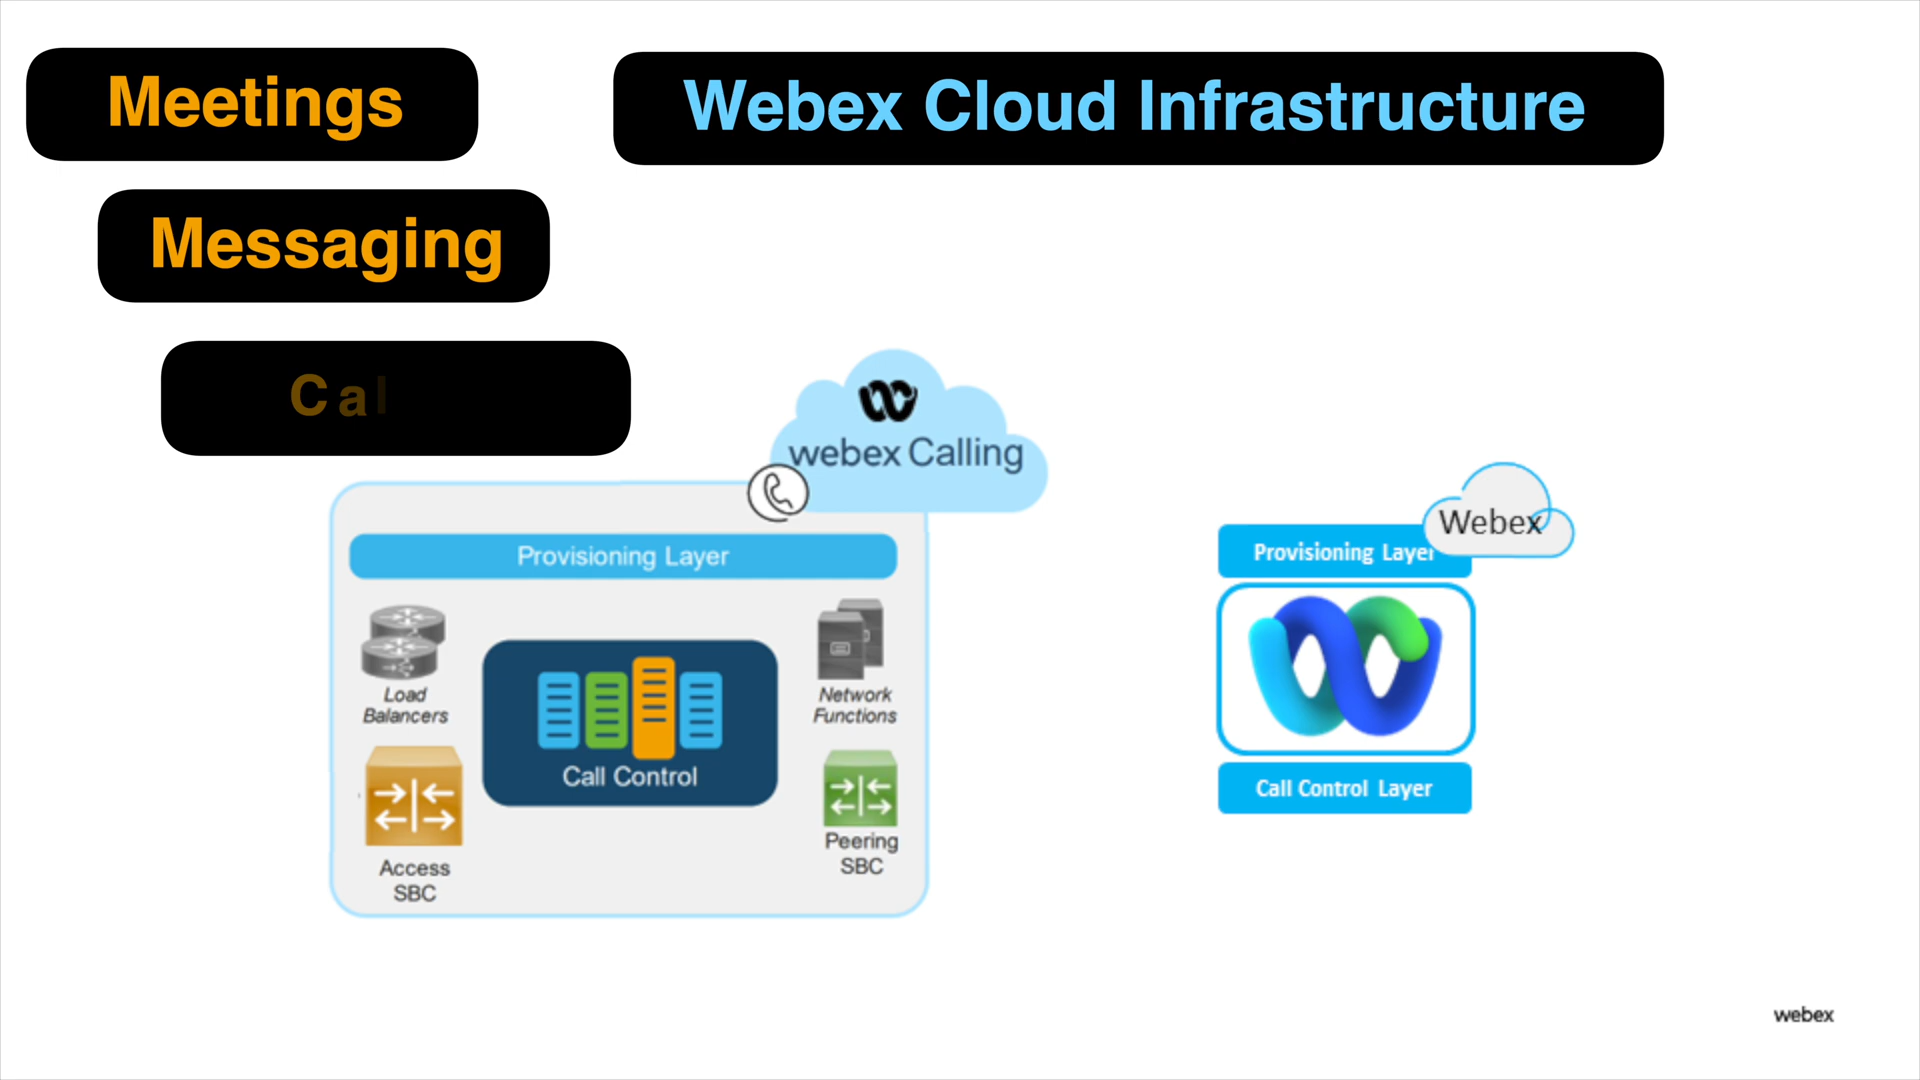 Meetings
Webex Cloud Infrastructure
Messaging
Cal
webex Calling
Provisioning Layer
Load
Balancers
Network
Functions
Call Control
Access
SBC
Peering
SBC
Webex
Provisioning Layer
Call Control Layer
webex